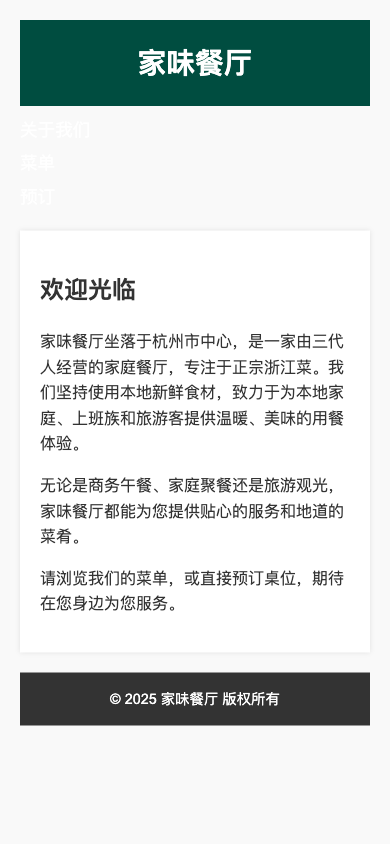 家味餐厅
关于我们
菜单
预订
欢迎光临
家味餐厅坐落于杭州市中心，是一家由三代
人经营的家庭餐厅，专注于正宗浙江菜。我
们坚持使用本地新鲜食材，致力于为本地家
庭、上班族和旅游客提供温暖、美味的用餐
体验。
无论是商务午餐、家庭聚餐还是旅游观光，
家味餐厅都能为您提供贴心的服务和地道的
菜肴。
请浏览我们的菜单，或直接预订桌位，期待
在您身边为您服务。
© 2025 家味餐厅 版权所有